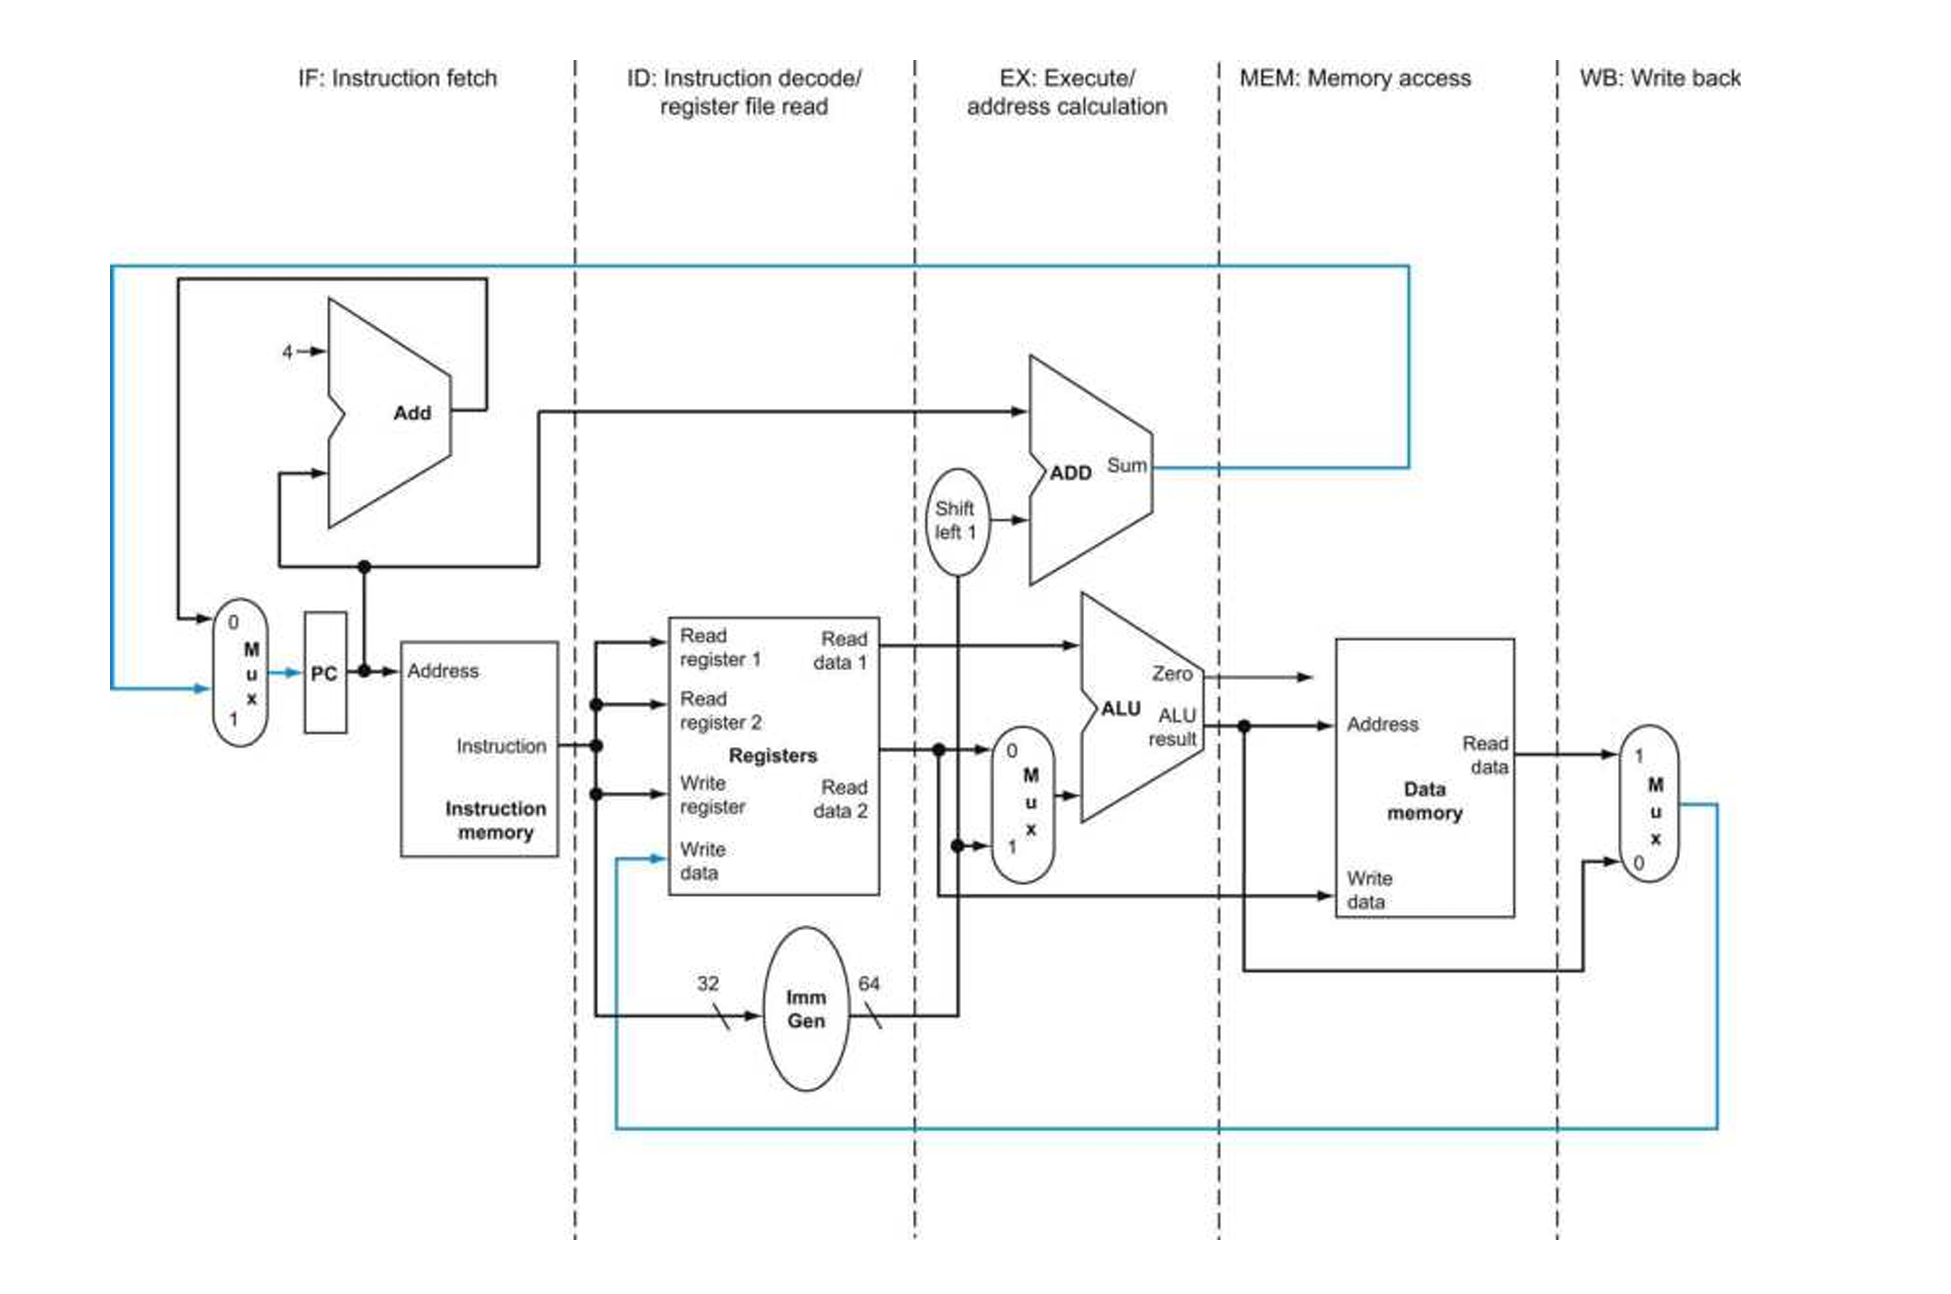 IF: Instruction fetch
ID: Instruction decode/
register file read
EX: Execute/
address calculation
MEM: Memory access
WB: Write back
4
Add
ADD
Sum
Shift
left 1
0
M
u
x
1
PC
Address
Instruction
Instruction
memory
Read
register 1
Read
data 1
Read
register 2
Registers
Write
register
Read
data 2
Write
data
0
M
u
x
1
Zero
ALU
ALU
result
Address
Read
data
Data
memory
Write
data
1
M
u
x
0
32
Imm
Gen
64